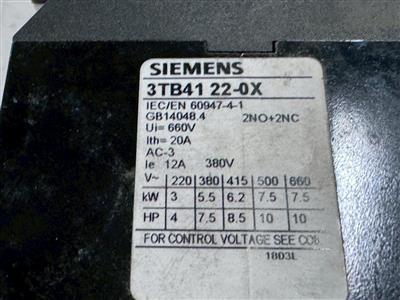 SIEMENS
3TB41 22-0X
IEC/EN 60947-4-1
GB14048.4 2NO+2NC
Ui= 660V
Ith= 20A
AC-3
Ie 12A 380V
V~ 220 380 415 500 660
kW 3 5.5 6.2 7.5 7.5
HP 4 7.5 8.5 10 10
FOR CONTROL VOLTAGE SEE
1803L